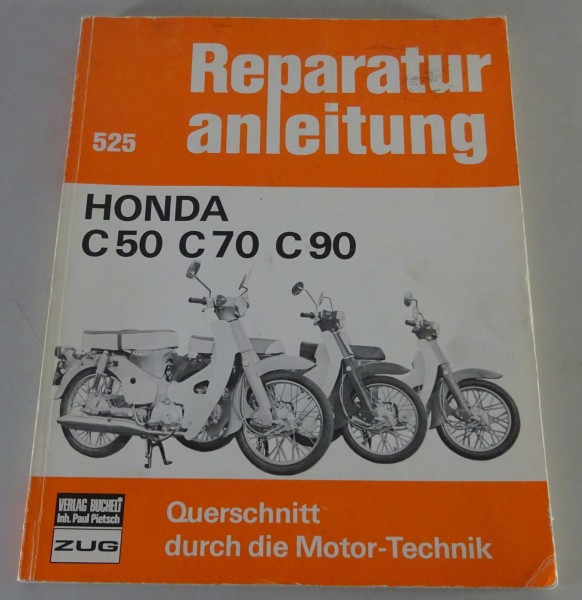 Reparatur
anleitung
525
HONDA
C50 C70 C90
VERLAG BUCHELI
Inh. Paul Pietsch
ZUG
Querschnitt
durch die Motor-Technik